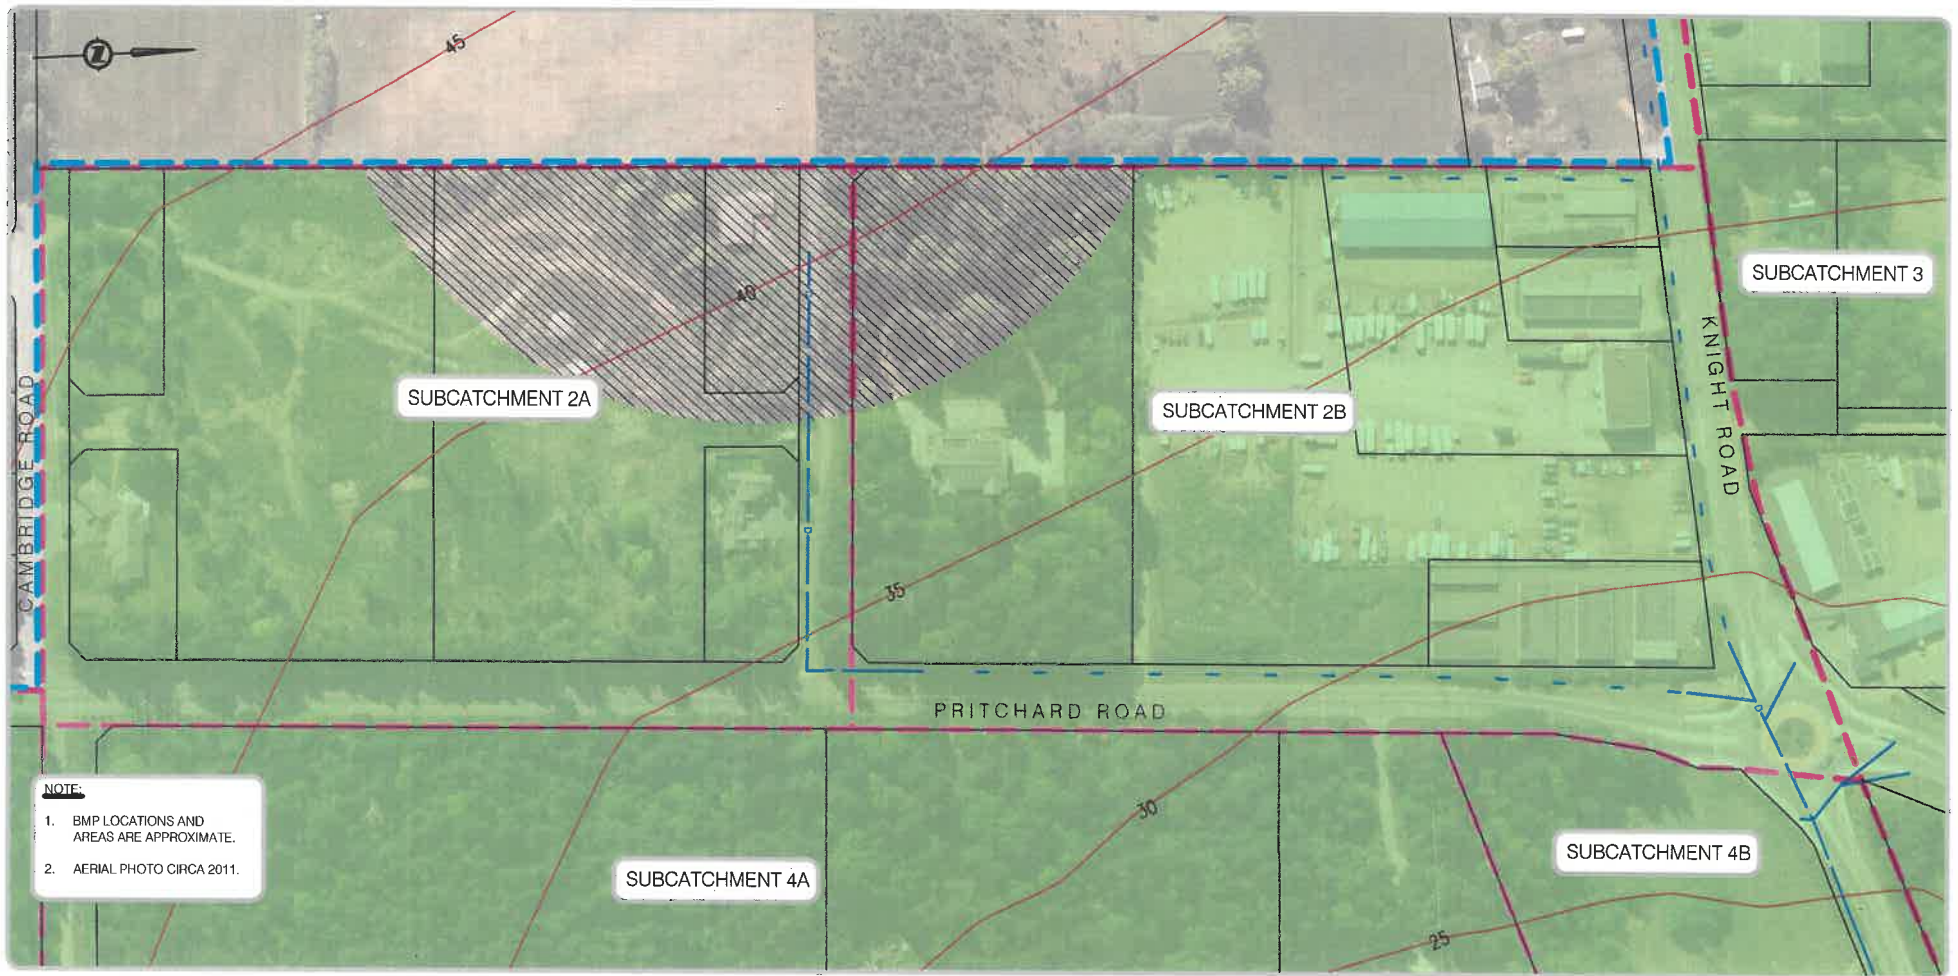 45
Z
SUBCATCHMENT 3
40
KNIGHT ROAD
CAMBRIDGE ROAD
SUBCATCHMENT 2A
SUBCATCHMENT 2B
D
35
PRITCHARD ROAD
D
NOTE:
1. BMP LOCATIONS AND
AREAS ARE APPROXIMATE.
2. AERIAL PHOTO CIRCA 2011.
30
SUBCATCHMENT 4A
SUBCATCHMENT 4B
25